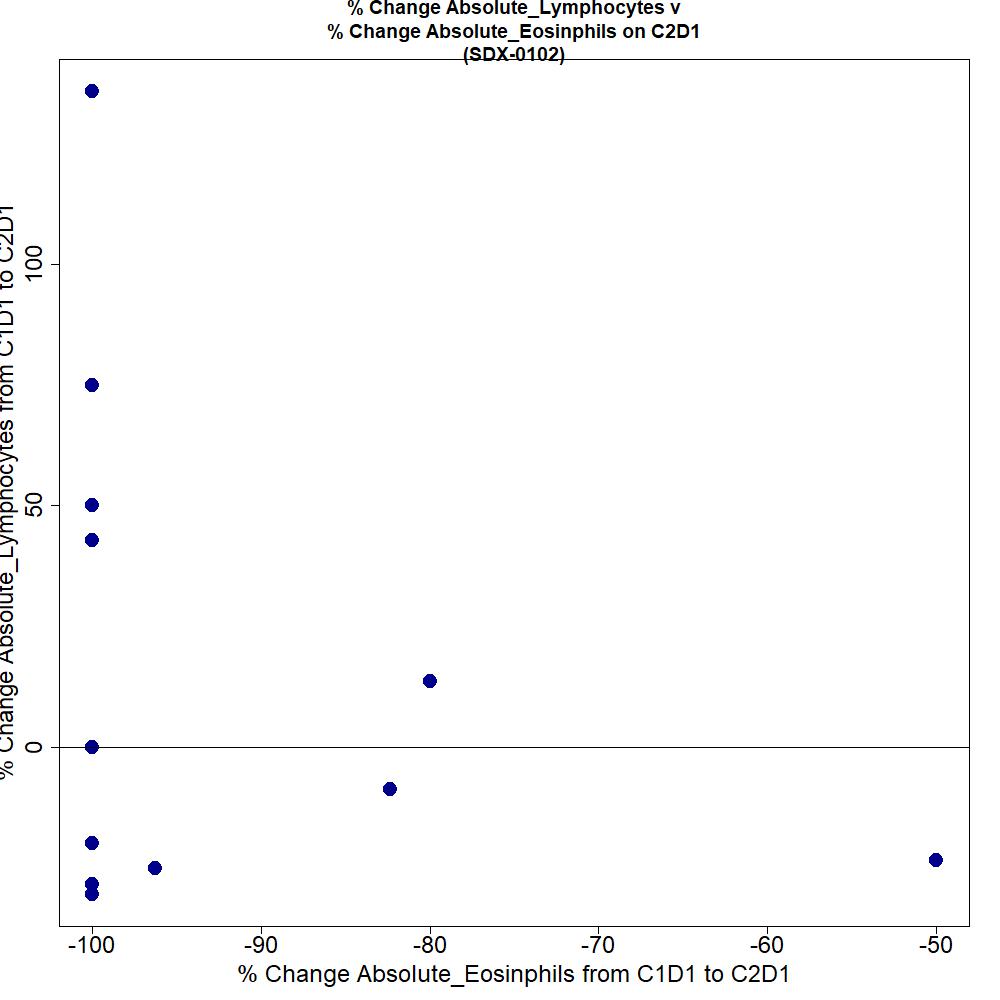 % Change Absolute_Lymphocytes v
% Change Absolute_Eosinphils on C2D1
(SDX-0102)
% Change Absolute_Lymphocytes from C1D1 to C2D1
100
50
0
-100 -90 -80 -70 -60 -50
% Change Absolute_Eosinphils from C1D1 to C2D1